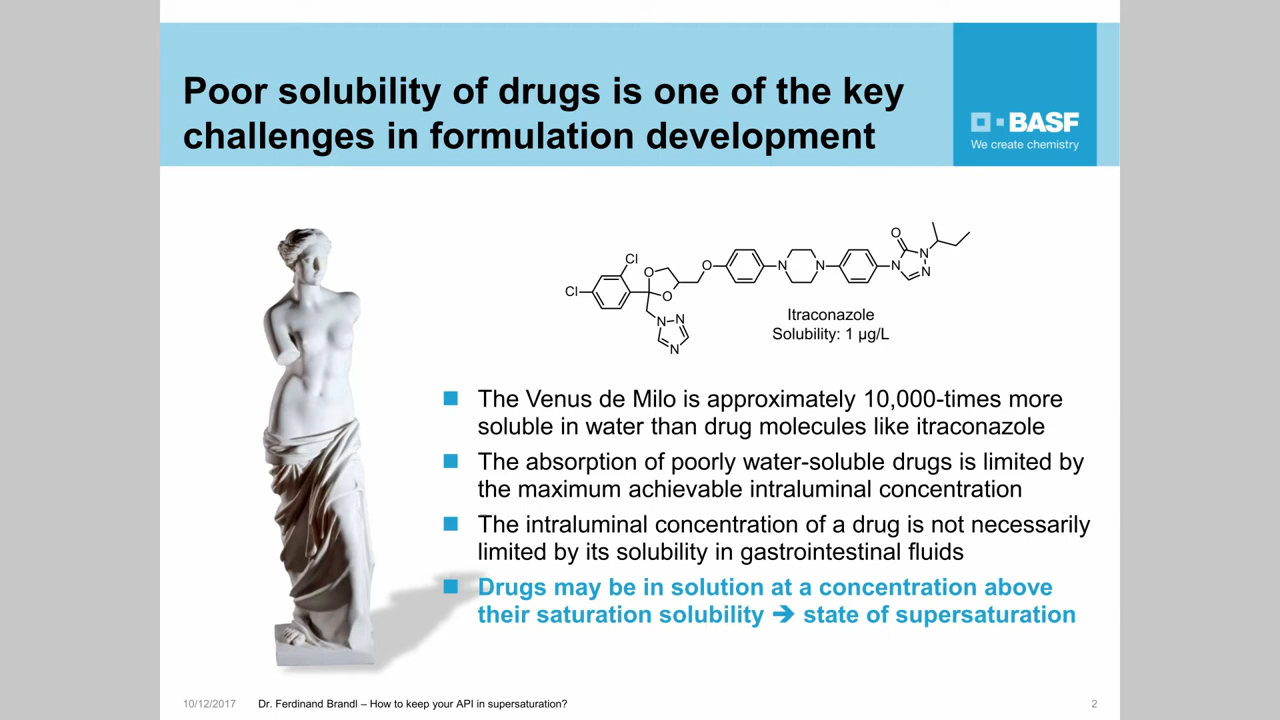 Poor solubility of drugs is one of the key
challenges in formulation development
BASF
We create chemistry
Cl
Cl
O
O
N
N
N
O
N
N
N
O
N
N
Itraconazole
Solubility: 1 µg/L
The Venus de Milo is approximately 10,000-times more
soluble in water than drug molecules like itraconazole
The absorption of poorly water-soluble drugs is limited by
the maximum achievable intraluminal concentration
The intraluminal concentration of a drug is not necessarily
limited by its solubility in gastrointestinal fluids
Drugs may be in solution at a concentration above
their saturation solubility ➔ state of supersaturation
10/12/2017 Dr. Ferdinand Brandl – How to keep your API in supersaturation? 2